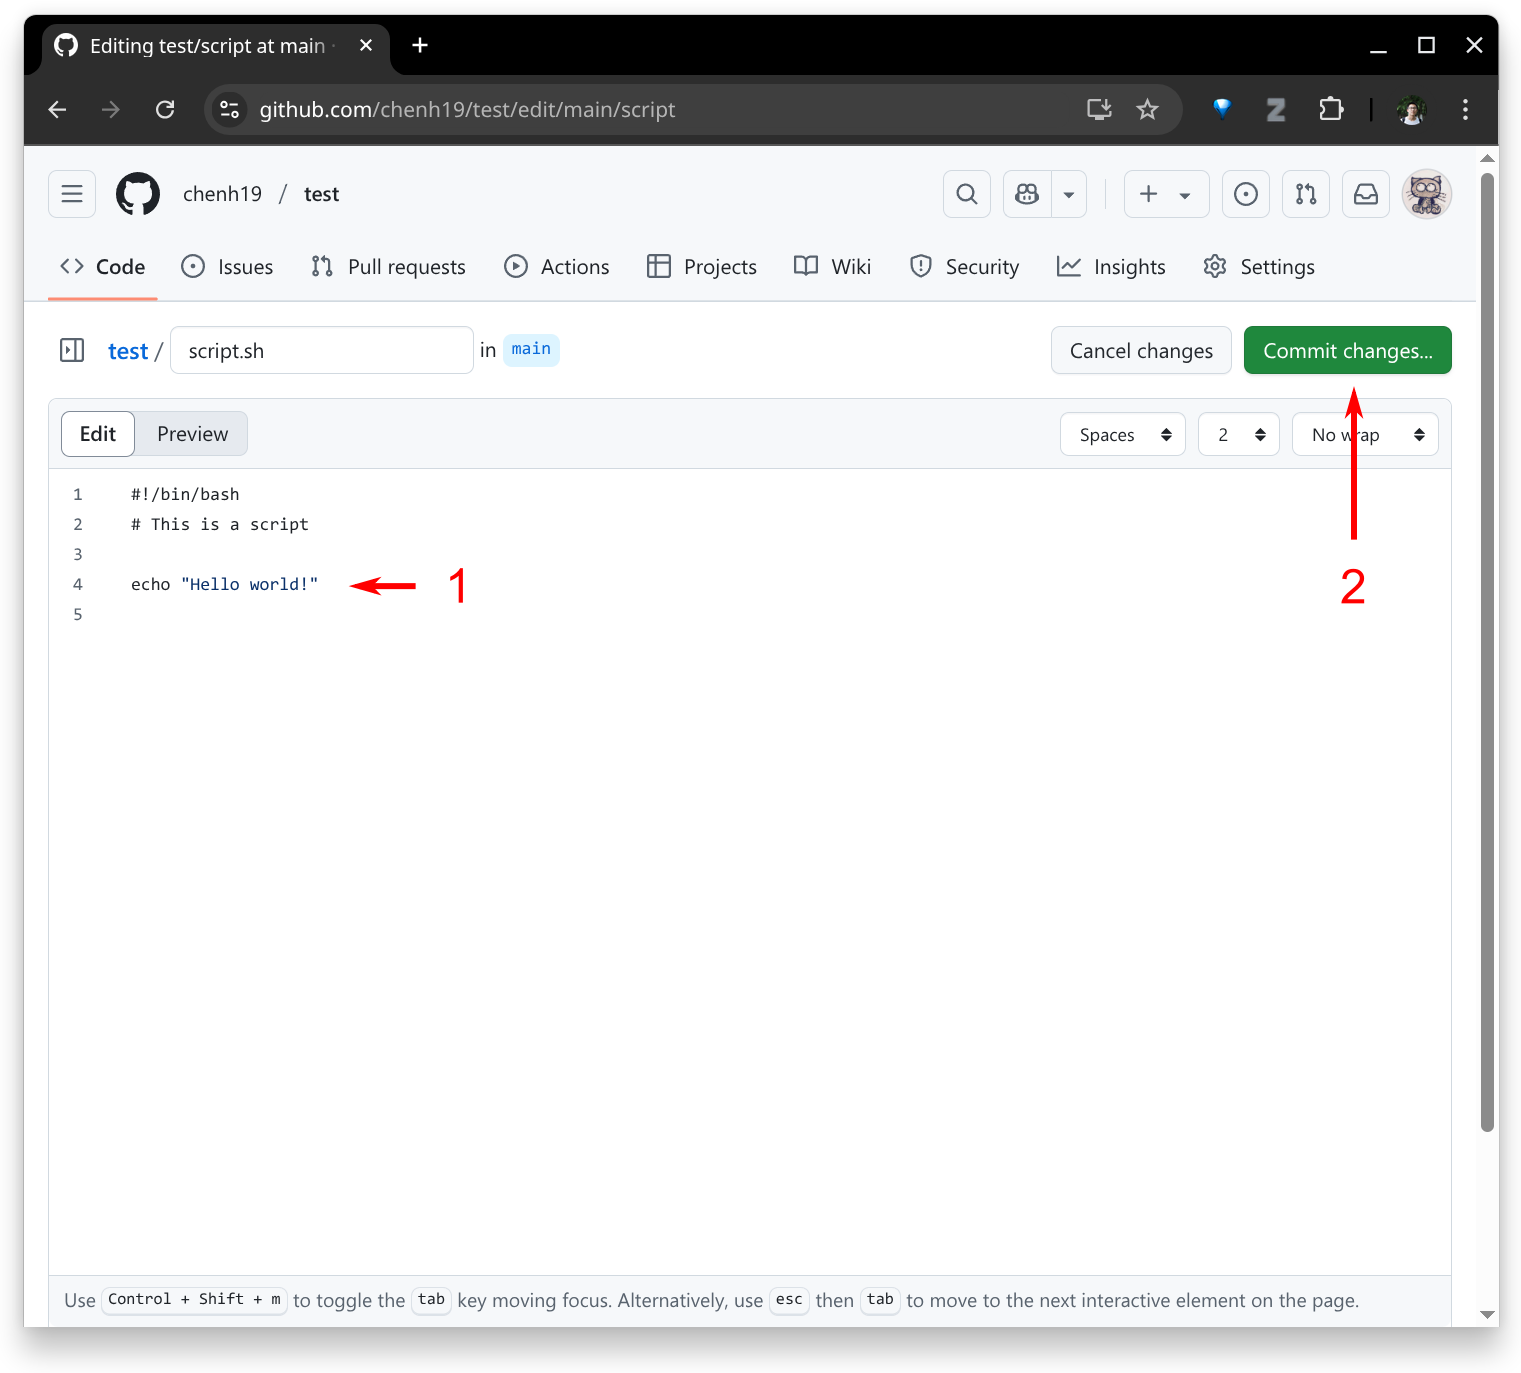 Editing test/script at main
github.com/chenh19/test/edit/main/script
chenh19 / test
Code Issues Pull requests Actions Projects Wiki Security Insights Settings
test / script.sh in main Cancel changes Commit changes...
Edit Preview Spaces 2 No wrap
1 #!/bin/bash
2 # This is a script
3
4 echo "Hello world!" 1
5
2
Use Control + Shift + m to toggle the tab key moving focus. Alternatively, use esc then tab to move to the next interactive element on the page.